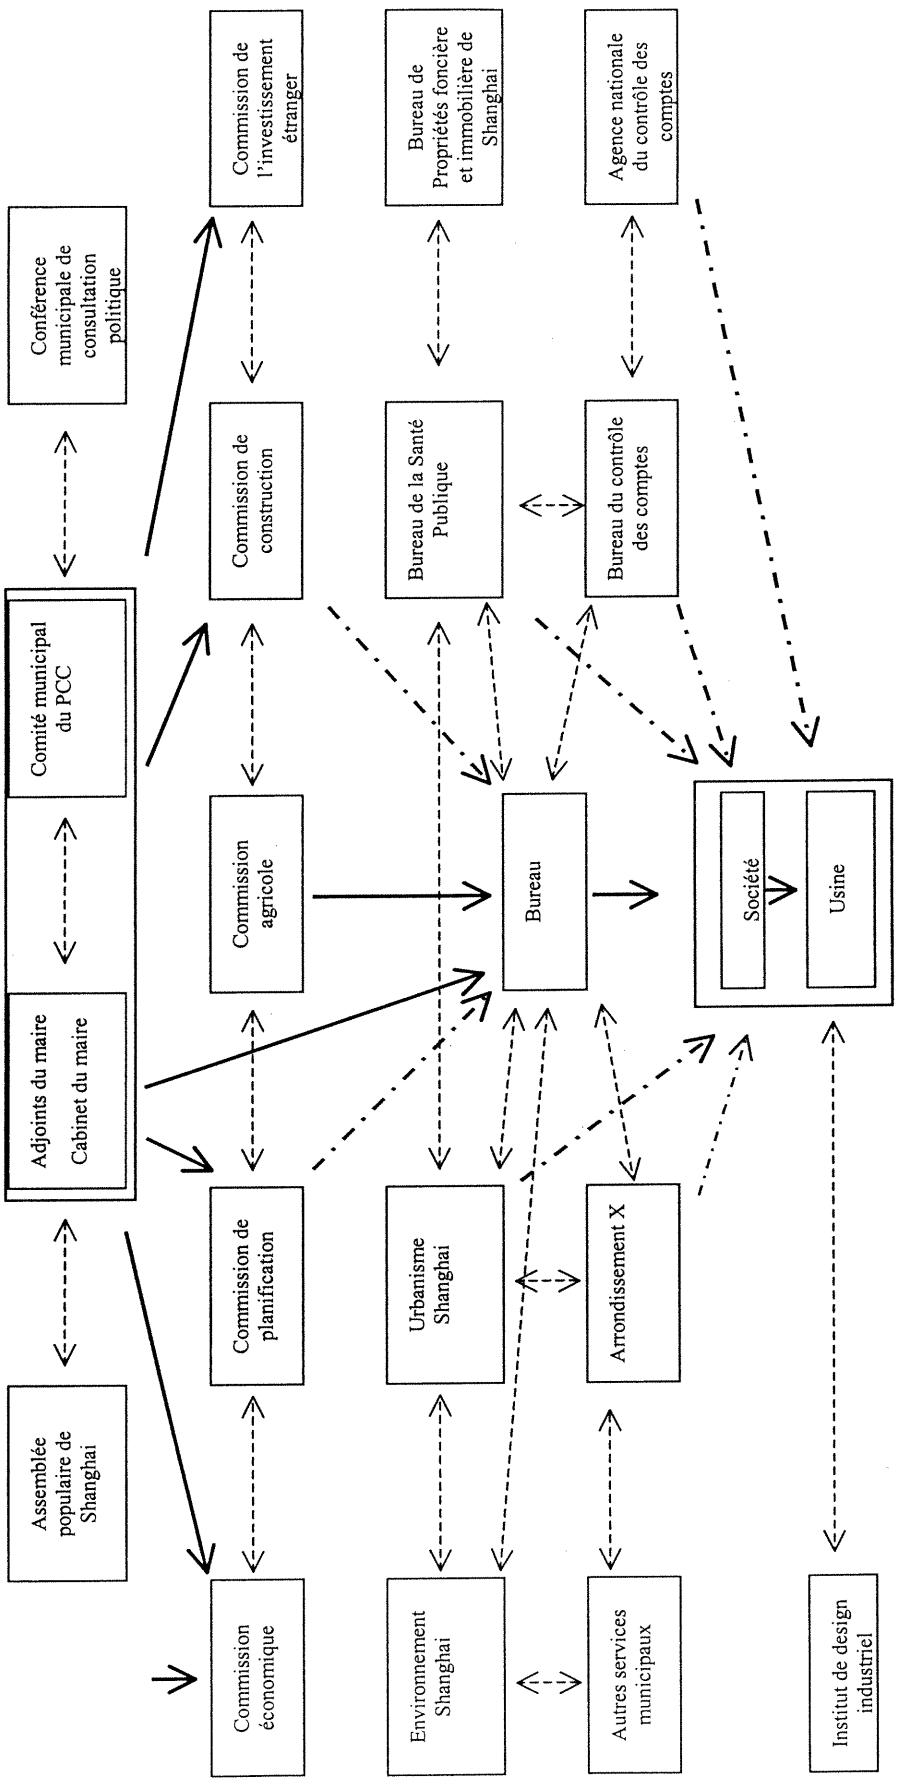 Assemblée
populaire de
Shanghai
Adjoints du maire
Cabinet du maire
Comité municipal
du PCC
Conférence
municipale de
consultation
politique
Commission
économique
Commission de
planification
Commission
agricole
Commission de
construction
Commission de
l'investissement
étranger
Environnement
Shanghai
Urbanisme
Shanghai
Bureau de la Santé
Publique
Bureau de
Propriétés foncière
et immobilière de
Shanghai
Bureau
Autres services
municipaux
Arrondissement X
Bureau du contrôle
des comptes
Agence nationale
du contrôle des
comptes
Société
Usine
Institut de design
industriel